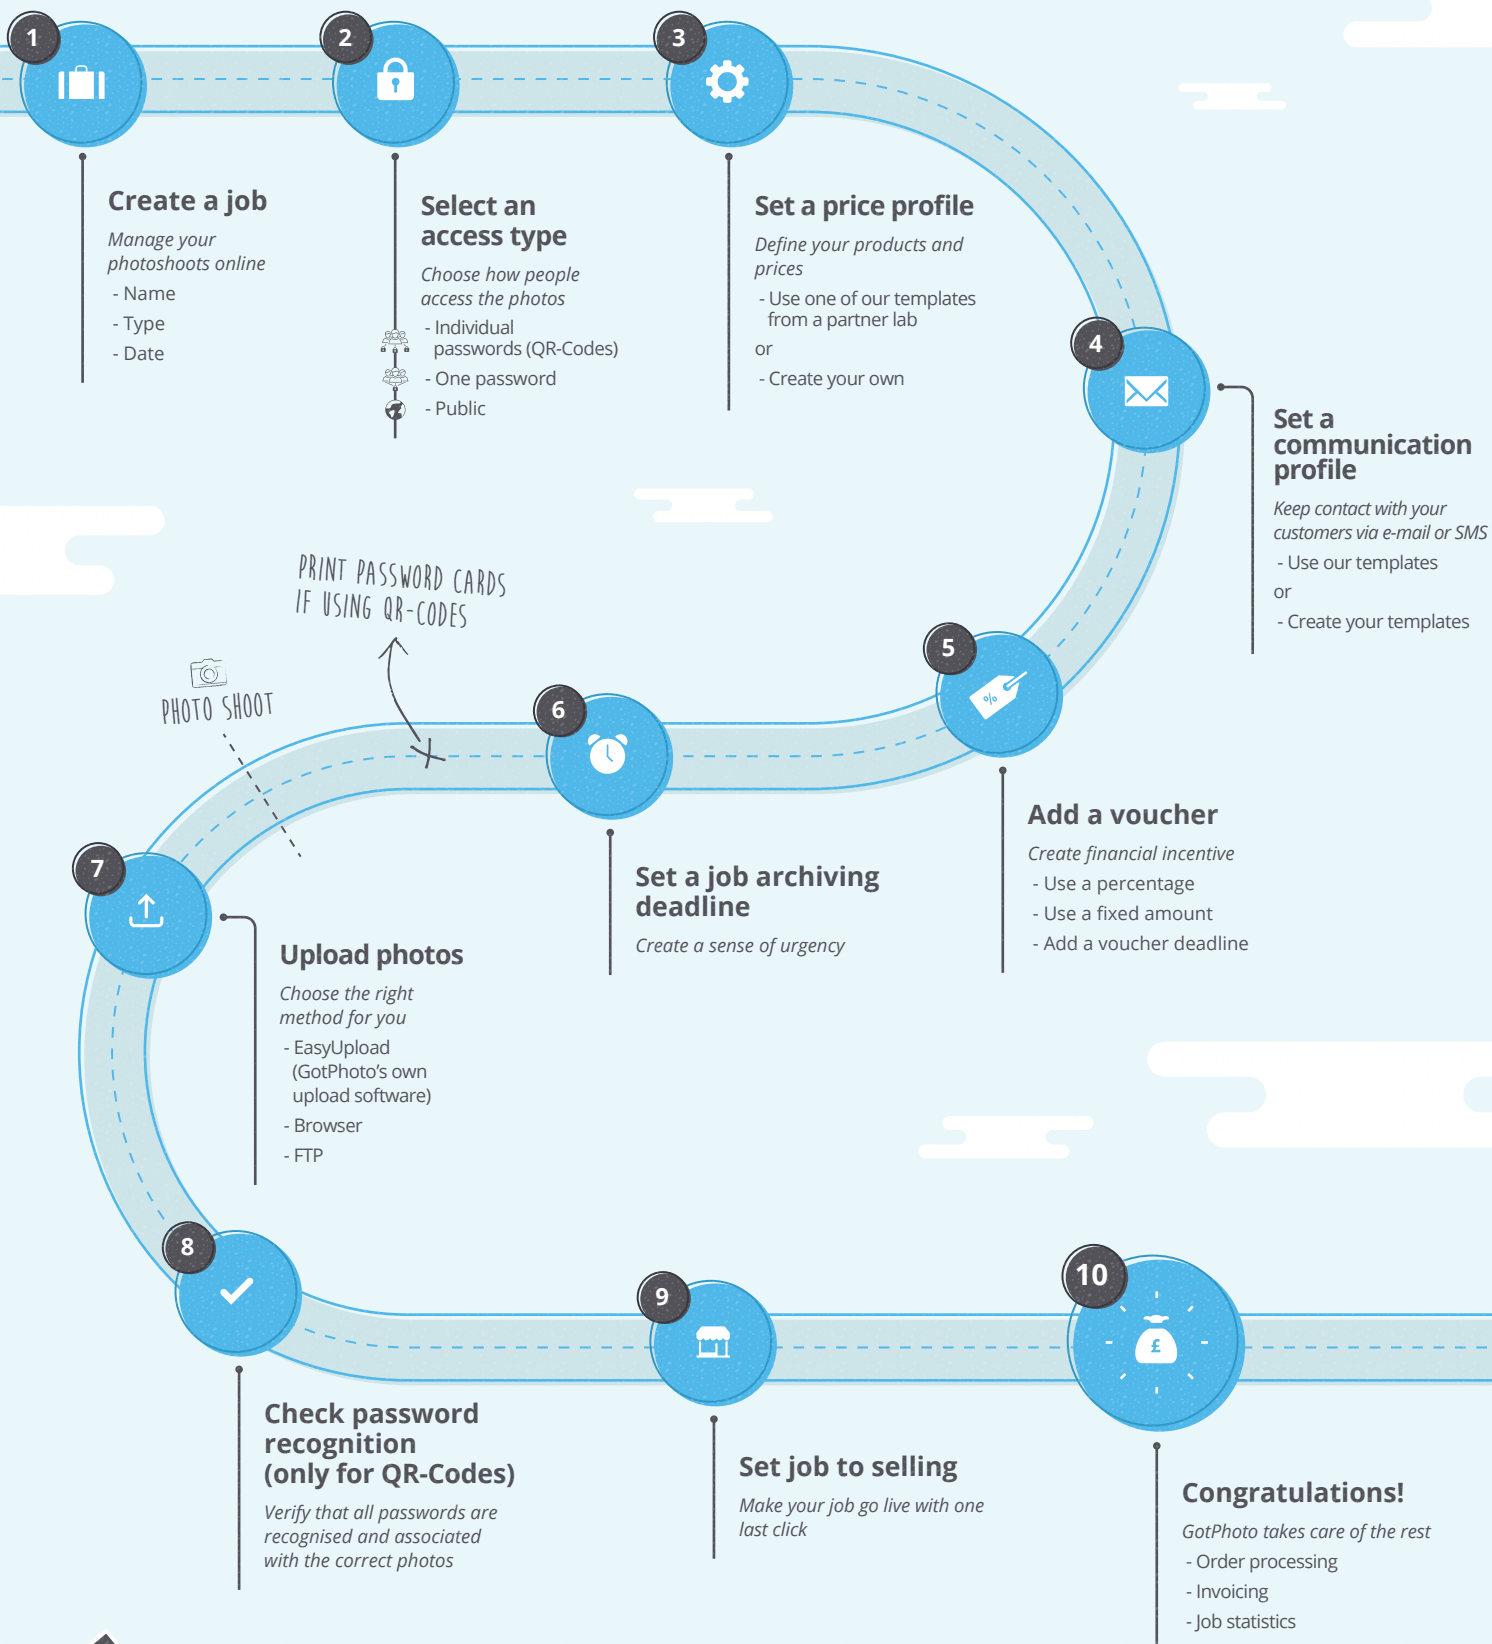 1
Create a job
Manage your
photoshoots online
- Name
- Type
- Date
2
Select an
access type
Choose how people
access the photos
- Individual
passwords (QR-Codes)
- One password
- Public
3
Set a price profile
Define your products and
prices
- Use one of our templates
from a partner lab
or
- Create your own
4
Set a
communication
profile
Keep contact with your
customers via e-mail or SMS
- Use our templates
or
- Create your templates
5
%
Add a voucher
Create financial incentive
- Use a percentage
- Use a fixed amount
- Add a voucher deadline
6
Set a job archiving
deadline
Create a sense of urgency
PRINT PASSWORD CARDS
IF USING QR-CODES
PHOTO SHOOT
7
Upload photos
Choose the right
method for you
- EasyUpload
(GotPhoto's own
upload software)
- Browser
- FTP
8
Check password
recognition
(only for QR-Codes)
Verify that all passwords are
recognised and associated
with the correct photos
9
Set job to selling
Make your job go live with one
last click
10
£
Congratulations!
GotPhoto takes care of the rest
- Order processing
- Invoicing
- Job statistics